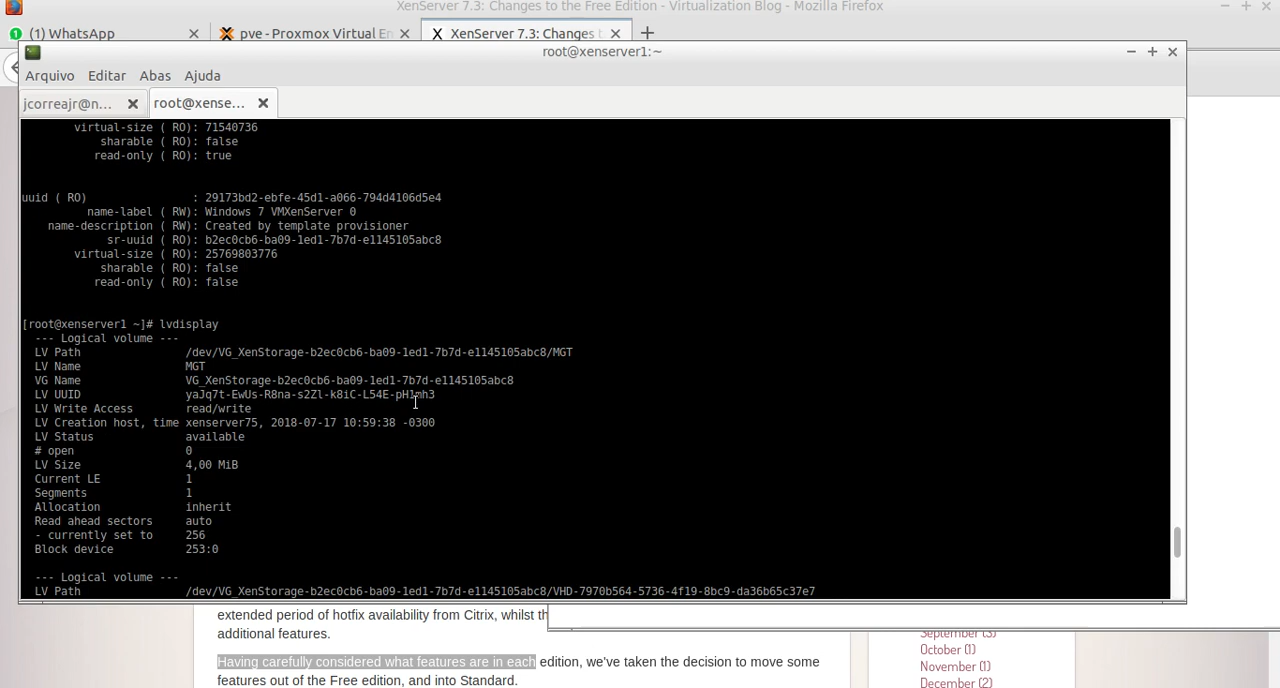 XenServer 7.3: Changes to the Free Edition - Virtualization Blog - Mozilla Firefox
(1) WhatsApp
pve - Proxmox Virtual En
XenServer 7.3: Changes t
root@xenserver1:~
Arquivo Editar Abas Ajuda
jcorreajr@n...
root@xense...
virtual-size ( RO): 71540736
sharable ( RO): false
read-only ( RO): true
uuid ( RO) : 29173bd2-ebfe-45d1-a066-794d4106d5e4
name-label ( RW): Windows 7 VMXenServer 0
name-description ( RW): Created by template provisioner
sr-uuid ( RO): b2ec0cb6-ba09-1ed1-7b7d-e1145105abc8
virtual-size ( RO): 25769803776
sharable ( RO): false
read-only ( RO): false
[root@xenserver1 ~]# lvdisplay
--- Logical volume ---
LV Path /dev/VG_XenStorage-b2ec0cb6-ba09-1ed1-7b7d-e1145105abc8/MGT
LV Name MGT
VG Name VG_XenStorage-b2ec0cb6-ba09-1ed1-7b7d-e1145105abc8
LV UUID yaJq7t-EwUs-R8na-s2Zl-k8iC-L54E-pH1mh3
LV Write Access read/write
LV Creation host, time xenserver75, 2018-07-17 10:59:38 -0300
LV Status available
# open 0
LV Size 4,00 MiB
Current LE 1
Segments 1
Allocation inherit
Read ahead sectors auto
- currently set to 256
Block device 253:0
--- Logical volume ---
LV Path /dev/VG_XenStorage-b2ec0cb6-ba09-1ed1-7b7d-e1145105abc8/VHD-7970b564-5736-4f19-8bc9-da36b65c37e7
extended period of hotfix availability from Citrix, whilst th
additional features.
Having carefully considered what features are in each edition, we've taken the decision to move some
features out of the Free edition, and into Standard.
September (3)
October (1)
November (1)
December (2)